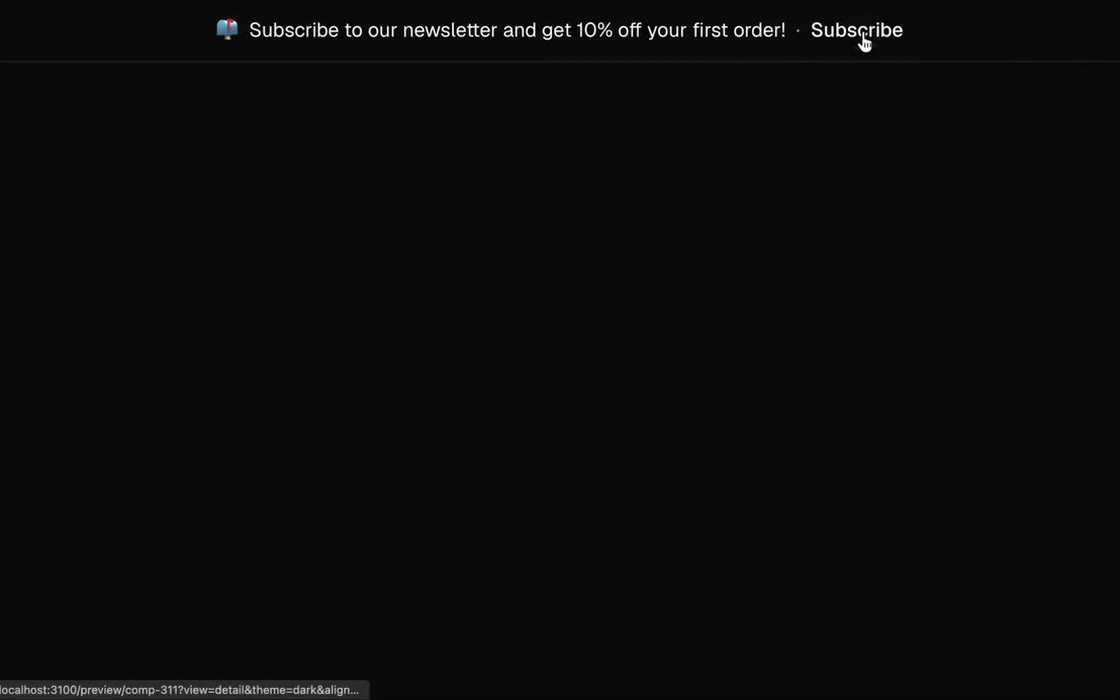 Subscribe to our newsletter and get 10% off your first order! · Subscribe
localhost:3100/preview/comp-311?view=detail&theme=dark&align...